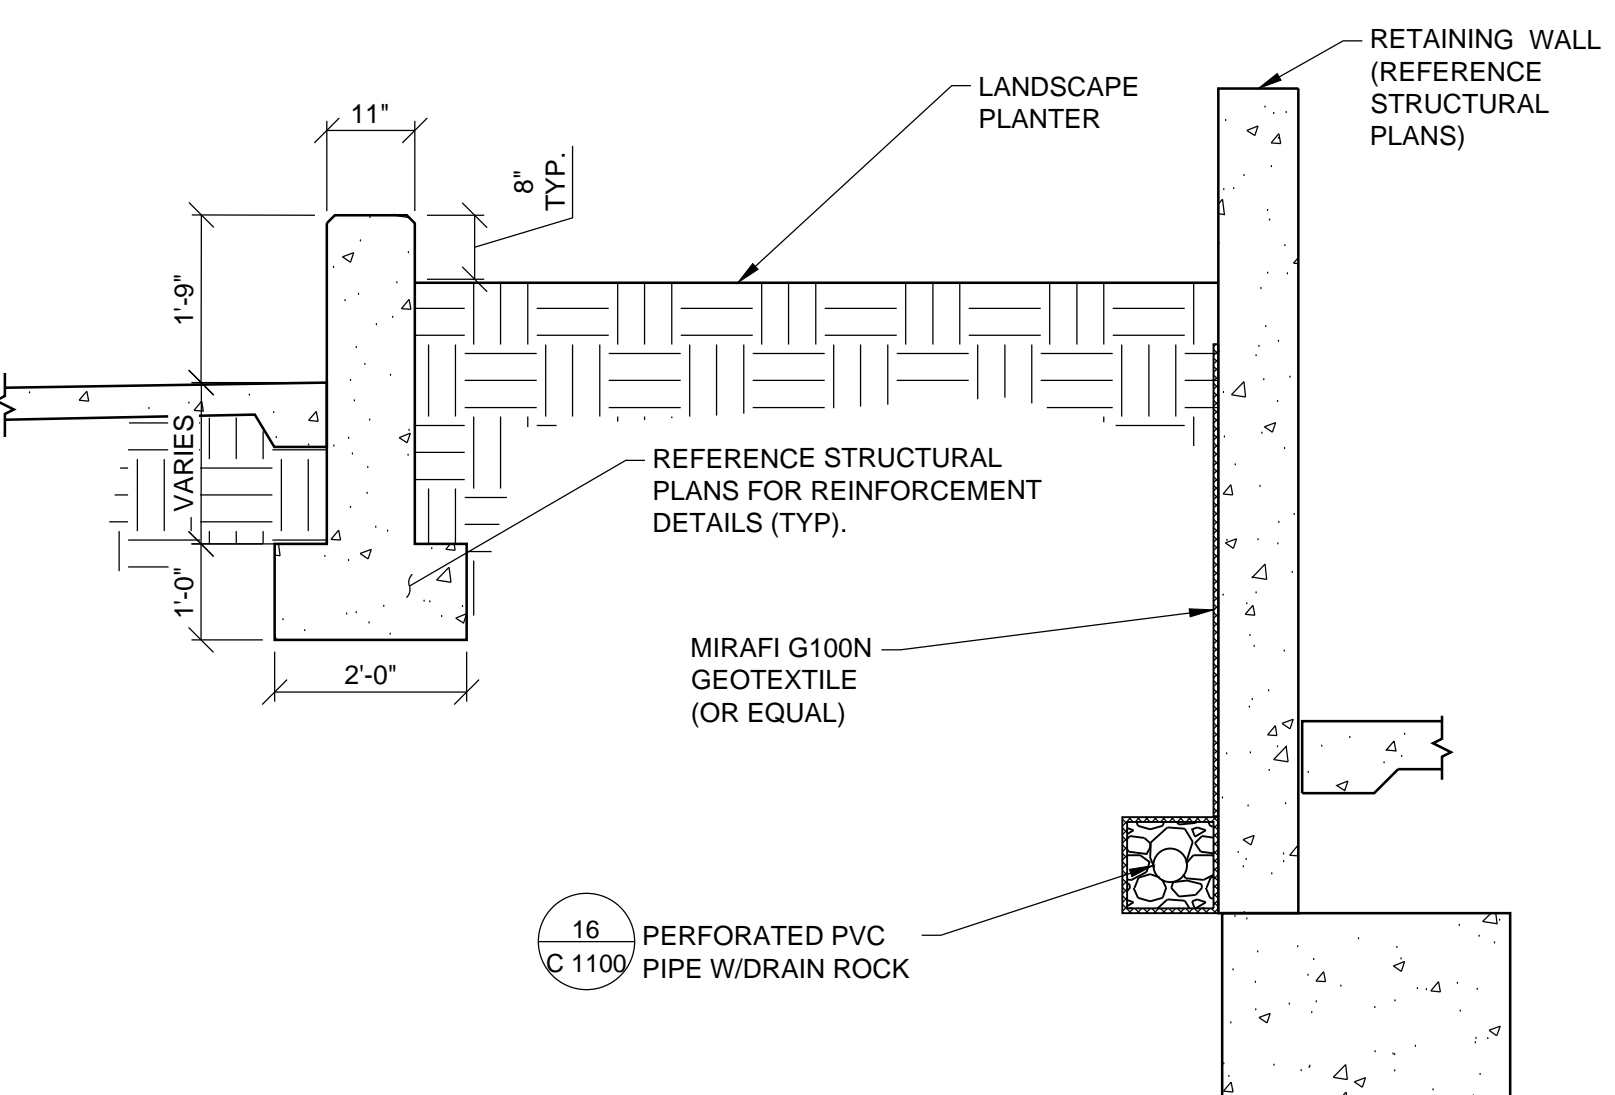 RETAINING WALL
(REFERENCE
STRUCTURAL
PLANS)
LANDSCAPE
PLANTER
11"
8"
TYP.
1'-9"
VARIES
1'-0"
2'-0"
REFERENCE STRUCTURAL
PLANS FOR REINFORCEMENT
DETAILS (TYP).
MIRAFI G100N
GEOTEXTILE
(OR EQUAL)
16
C 1100
PERFORATED PVC
PIPE W/DRAIN ROCK